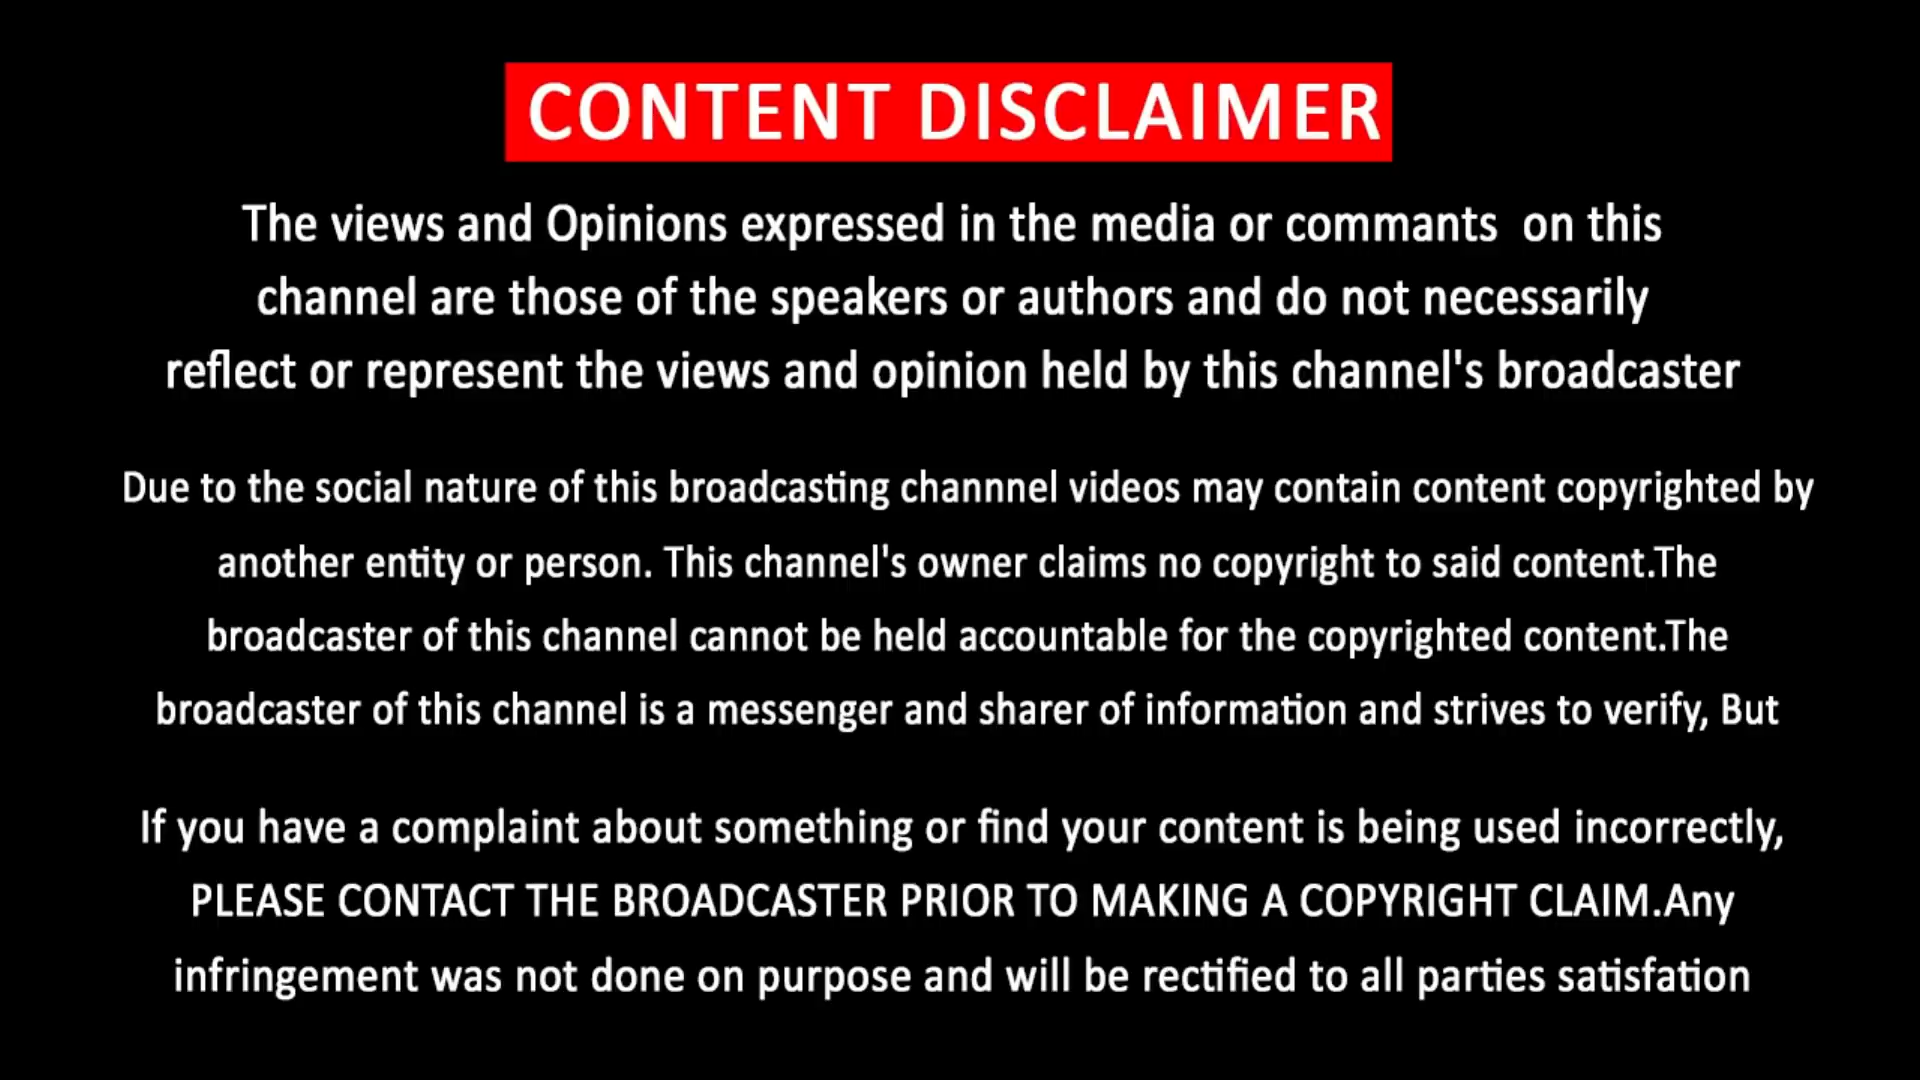 CONTENT DISCLAIMER
The views and Opinions expressed in the media or commants  on this
channel are those of the speakers or authors and do not necessarily
reflect or represent the views and opinion held by this channel's broadcaster
Due to the social nature of this broadcasting channnel videos may contain content copyrighted by
another entity or person. This channel's owner claims no copyright to said content.The
broadcaster of this channel cannot be held accountable for the copyrighted content.The
broadcaster of this channel is a messenger and sharer of information and strives to verify, But
If you have a complaint about something or find your content is being used incorrectly,
PLEASE CONTACT THE BROADCASTER PRIOR TO MAKING A COPYRIGHT CLAIM.Any
infringement was not done on purpose and will be rectified to all parties satisfation